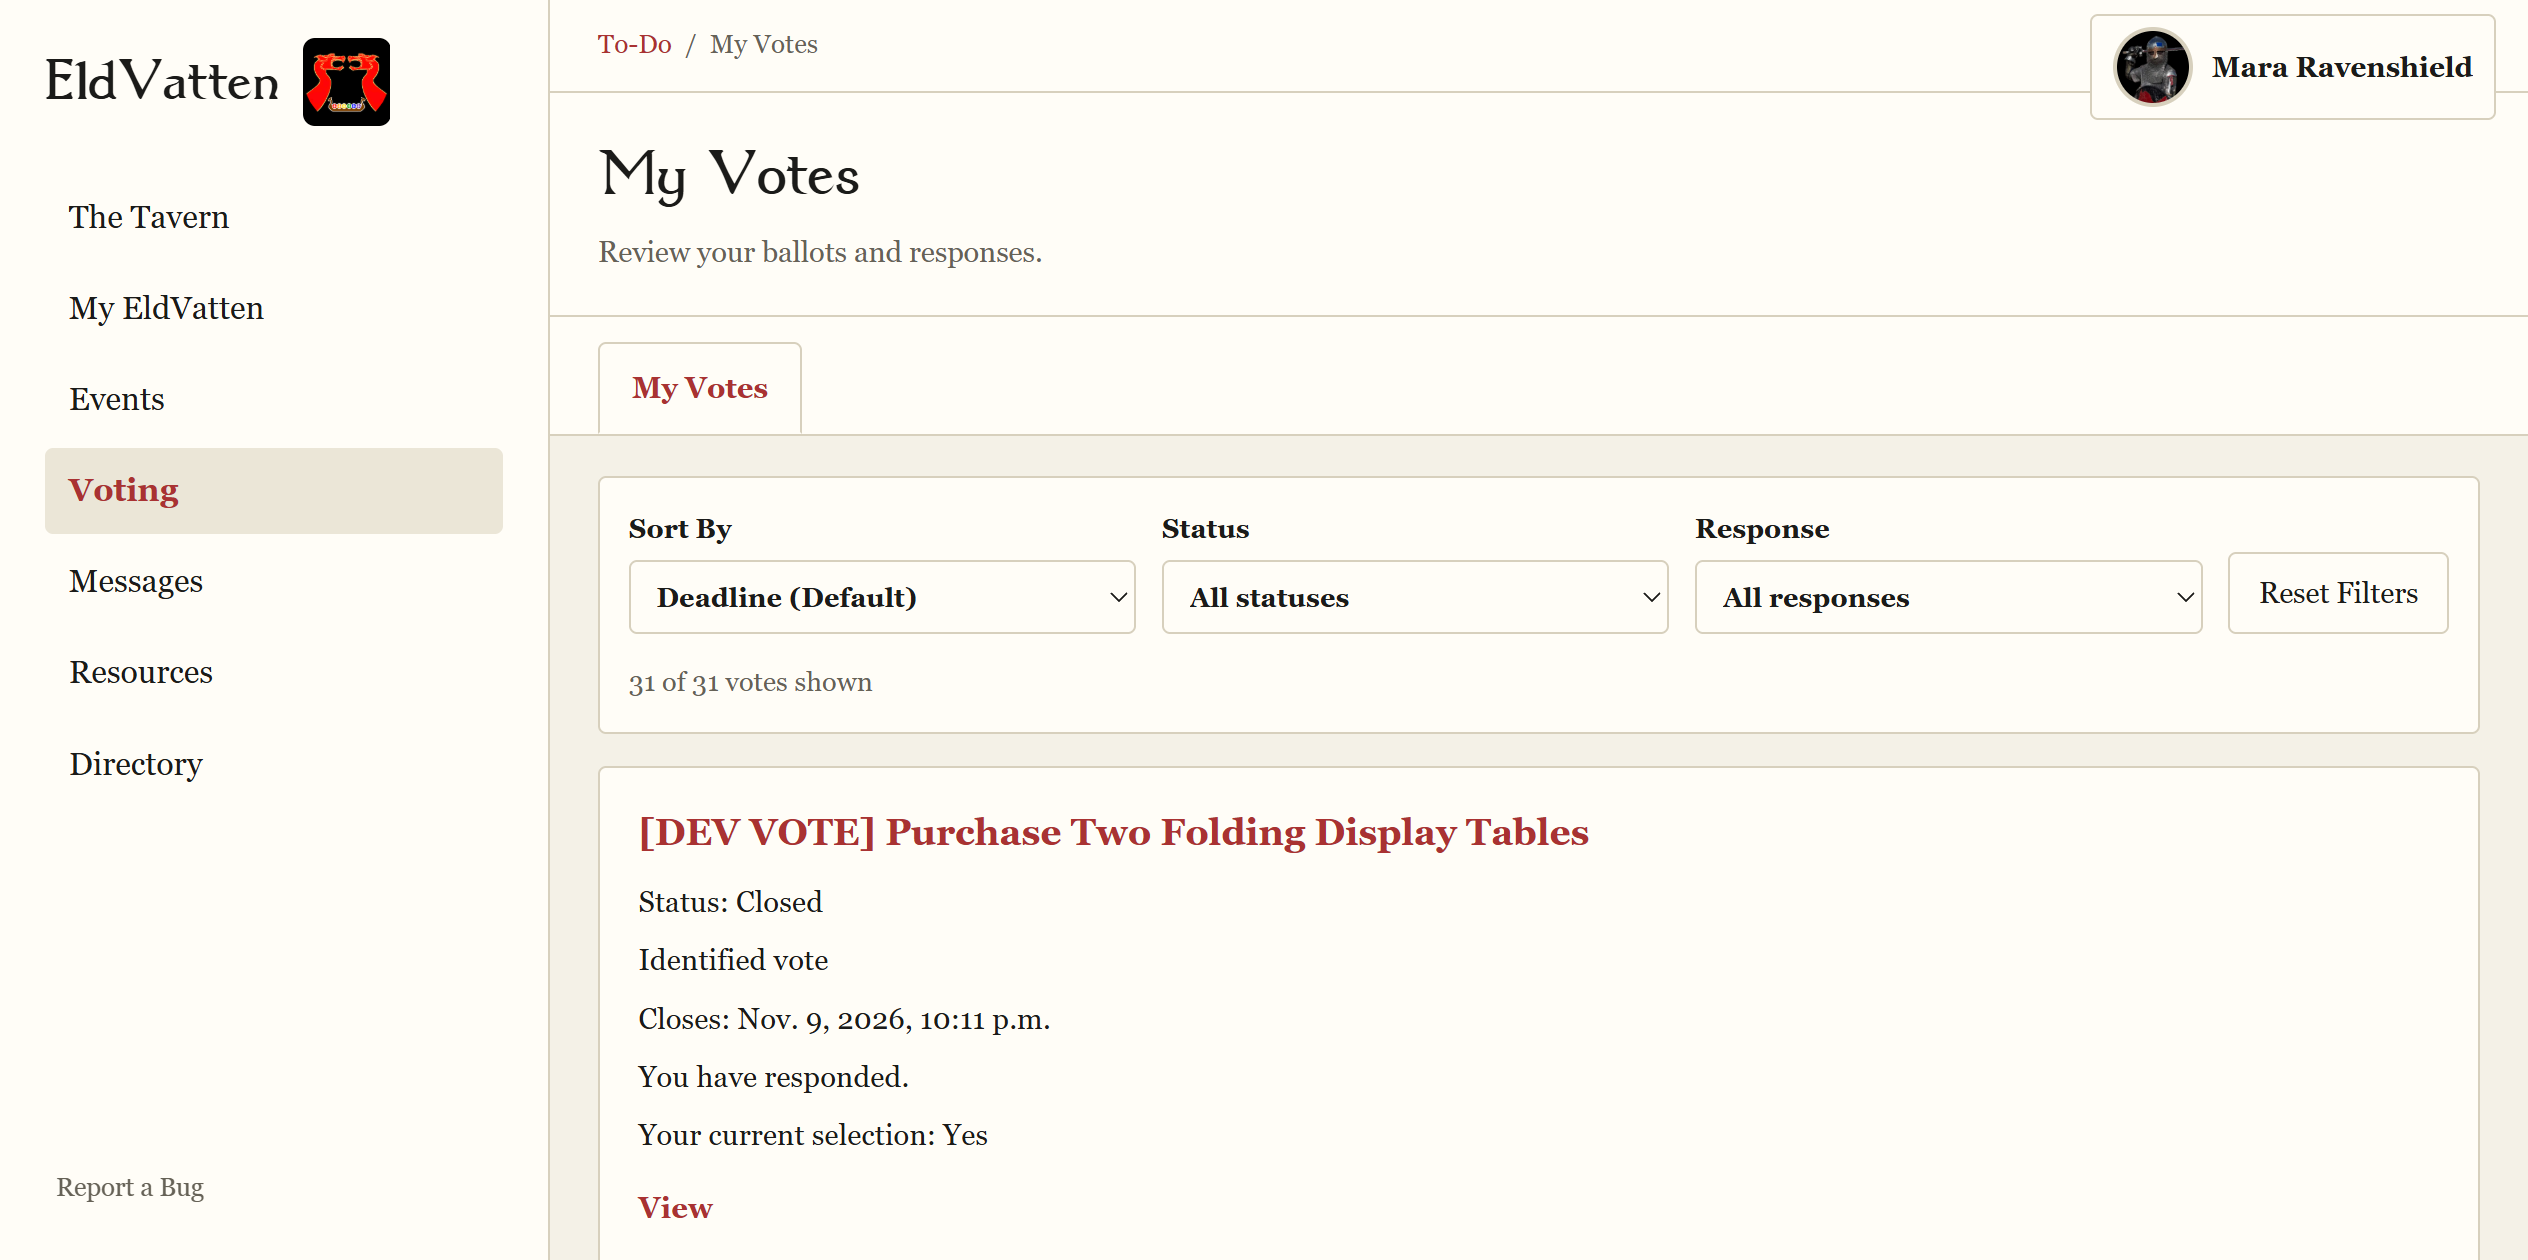 EldVatten
The Tavern
My EldVatten
Events
Voting
Messages
Resources
Directory
Report a Bug
To-Do / My Votes
Mara Ravenshield
My Votes
Review your ballots and responses.
My Votes
Sort By
Deadline (Default)
Status
All statuses
Response
All responses
Reset Filters
31 of 31 votes shown
[DEV VOTE] Purchase Two Folding Display Tables
Status: Closed
Identified vote
Closes: Nov. 9, 2026, 10:11 p.m.
You have responded.
Your current selection: Yes
View